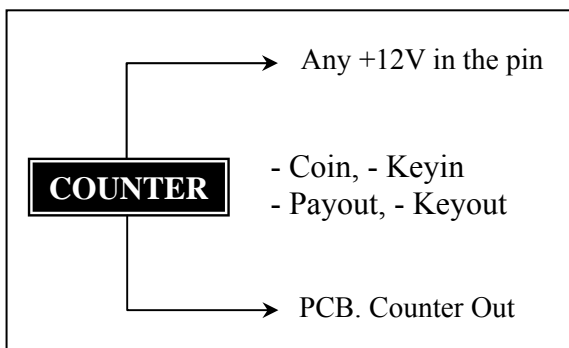 Any +12V in the pin
COUNTER
- Coin, - Keyin
- Payout, - Keyout
PCB. Counter Out